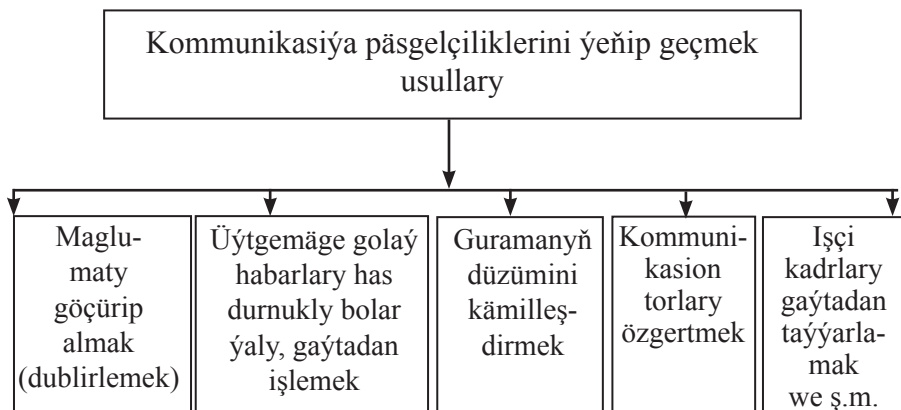 Kommunikasiýa päsgelçiliklerini ýeňip geçmek
usullary
Maglu-
maty
göçürip
almak
(dublirlemek)
Üýtgemäge golaý
habarlary has
durnukly bolar
ýaly, gaýtadan
işlemek
Guramanyň
düzümini
kämilleş-
dirmek
Kommuni-
kasion
torlary
özgertmek
Işçi
kadrlary
gaýtadan
taýýarla-
mak
we ş.m.